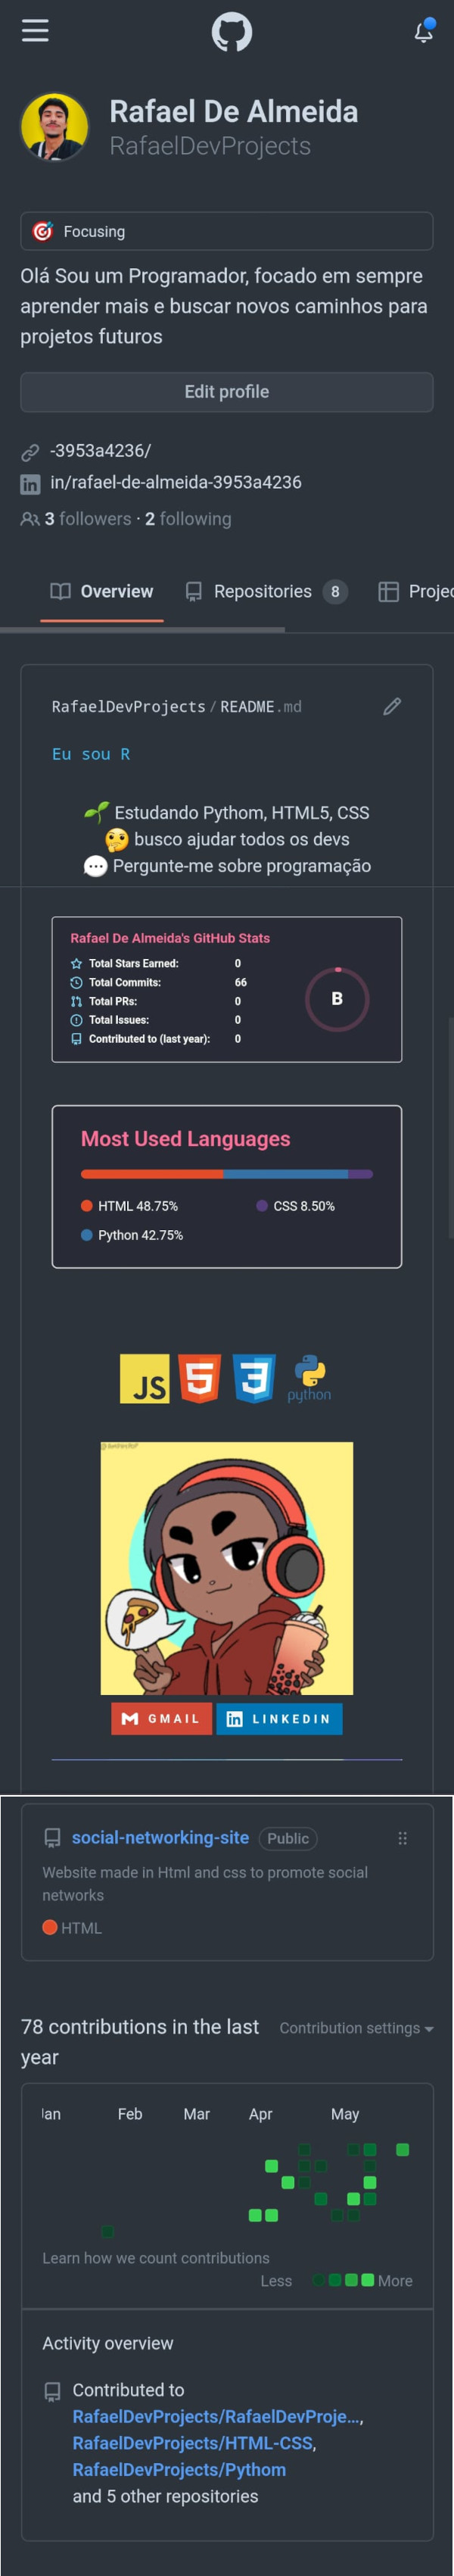 Rafael De Almeida
RafaelDevProjects
Focusing
Olá Sou um Programador, focado em sempre
aprender mais e buscar novos caminhos para
projetos futuros
Edit profile
-3953a4236/
in/rafael-de-almeida-3953a4236
3 followers · 2 following
Overview
Repositories 8
Projec
RafaelDevProjects / README.md
Eu sou R
Estudando Pythom, HTML5, CSS
busco ajudar todos os devs
Pergunte-me sobre programação
Rafael De Almeida's GitHub Stats
Total Stars Earned: 0
Total Commits: 66
Total PRs: 0
Total Issues: 0
Contributed to (last year): 0
B
Most Used Languages
HTML 48.75%
CSS 8.50%
Python 42.75%
JS
5
3
python
GMAIL
LINKEDIN
social-networking-site Public
Website made in Html and css to promote social
networks
HTML
78 contributions in the last
year
Contribution settings
Jan Feb Mar Apr May
Learn how we count contributions
Less More
Activity overview
Contributed to
RafaelDevProjects/RafaelDevProje…,
RafaelDevProjects/HTML-CSS,
RafaelDevProjects/Pythom
and 5 other repositories